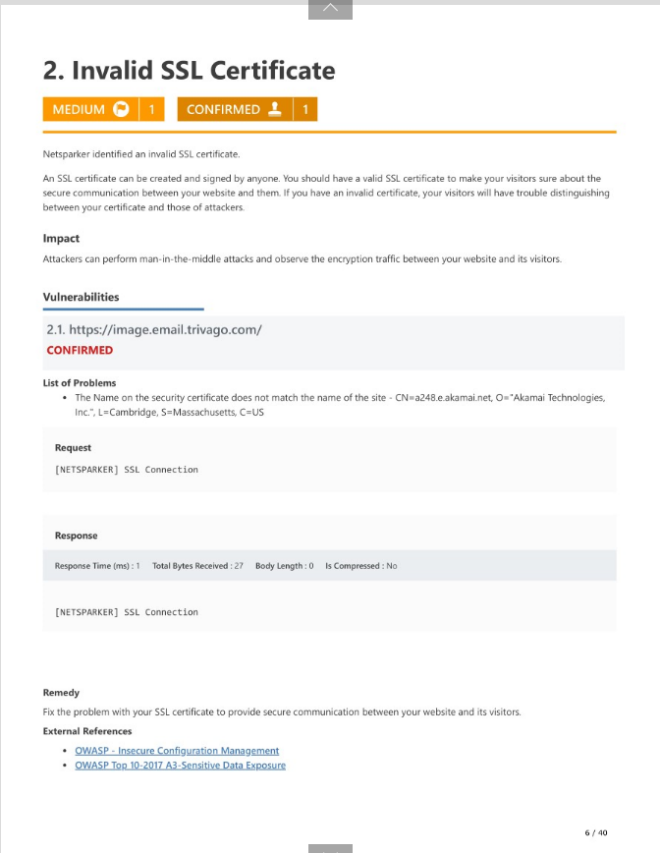 2. Invalid SSL Certificate
MEDIUM 1 CONFIRMED 1
Netsparker identified an invalid SSL certificate.
An SSL certificate can be created and signed by anyone. You should have a valid SSL certificate to make your visitors sure about the
secure communication between your website and them. If you have an invalid certificate, your visitors will have trouble distinguishing
between your certificate and those of attackers.
Impact
Attackers can perform man-in-the-middle attacks and observe the encryption traffic between your website and its visitors.
Vulnerabilities
2.1. https://image.email.trivago.com/
CONFIRMED
List of Problems
• The Name on the security certificate does not match the name of the site - CN=a248.e.akamai.net, O="Akamai Technologies,
Inc.", L=Cambridge, S=Massachusetts, C=US
Request
[NETSPARKER] SSL Connection
Response
Response Time (ms) : 1 Total Bytes Received : 27 Body Length : 0 Is Compressed : No
[NETSPARKER] SSL Connection
Remedy
Fix the problem with your SSL certificate to provide secure communication between your website and its visitors.
External References
• OWASP - Insecure Configuration Management
• OWASP Top 10-2017 A3-Sensitive Data Exposure
6 / 40